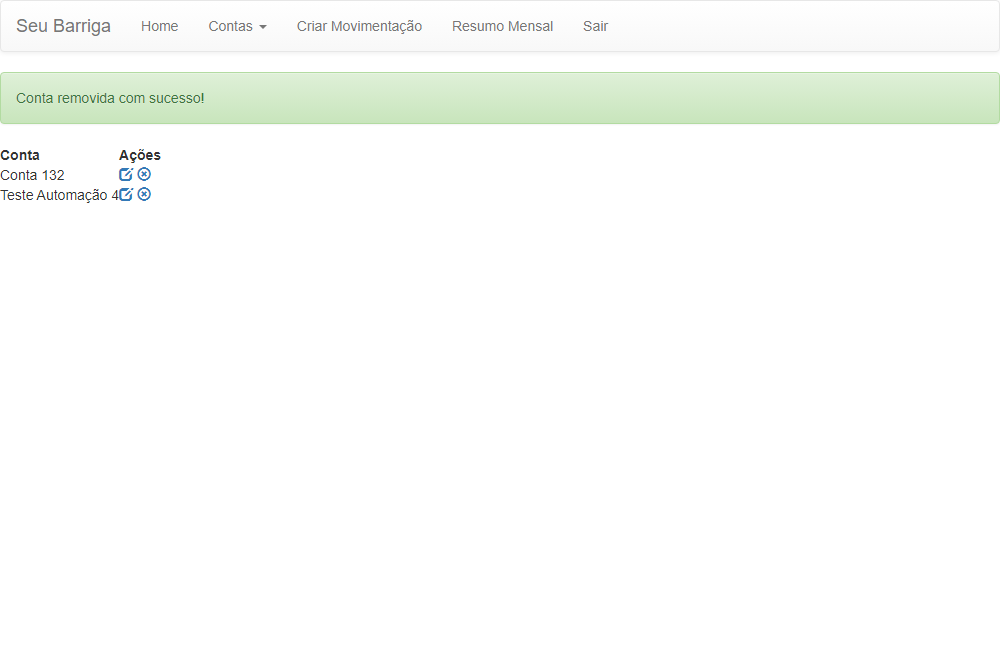 Seu Barriga Home Contas Criar Movimentação Resumo Mensal Sair
Conta removida com sucesso!
Conta Ações
Conta 132
Teste Automação 4